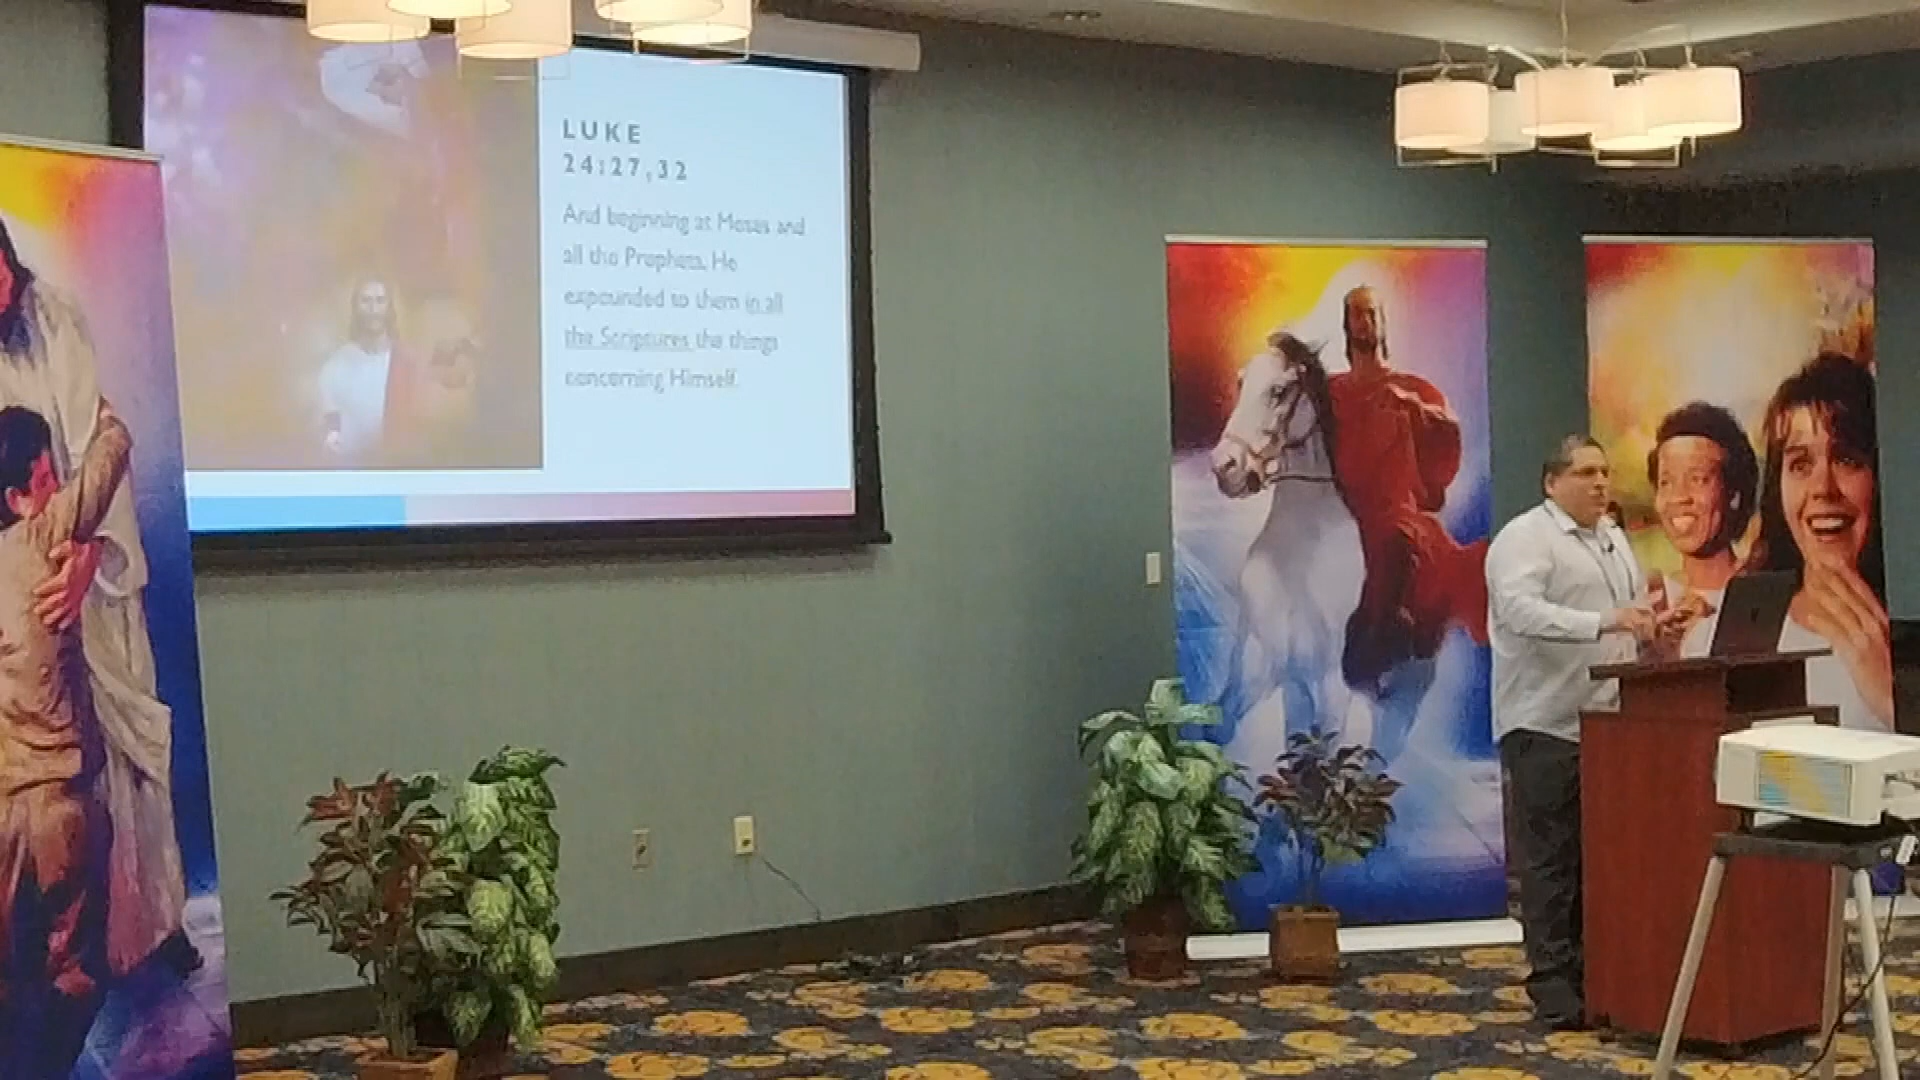 LUKE
24:27,32
And beginning at Moses and
all the Prophets, He
expounded to them in all
the Scriptures the things
concerning Himself.